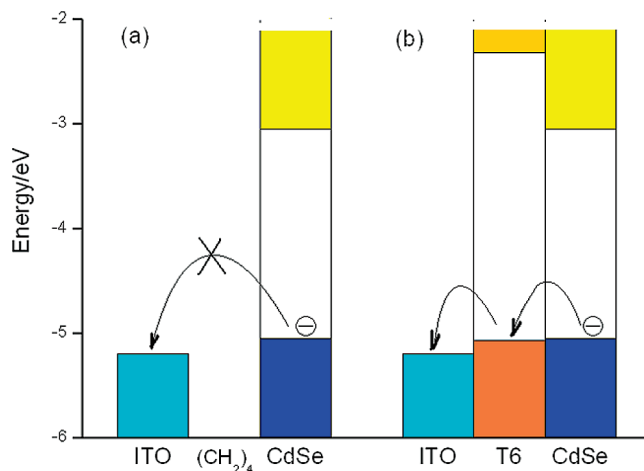 (a)
(b)
Energy/eV
-2
-3
-4
-5
-6
ITO (CH₂)₄ CdSe
ITO T6 CdSe